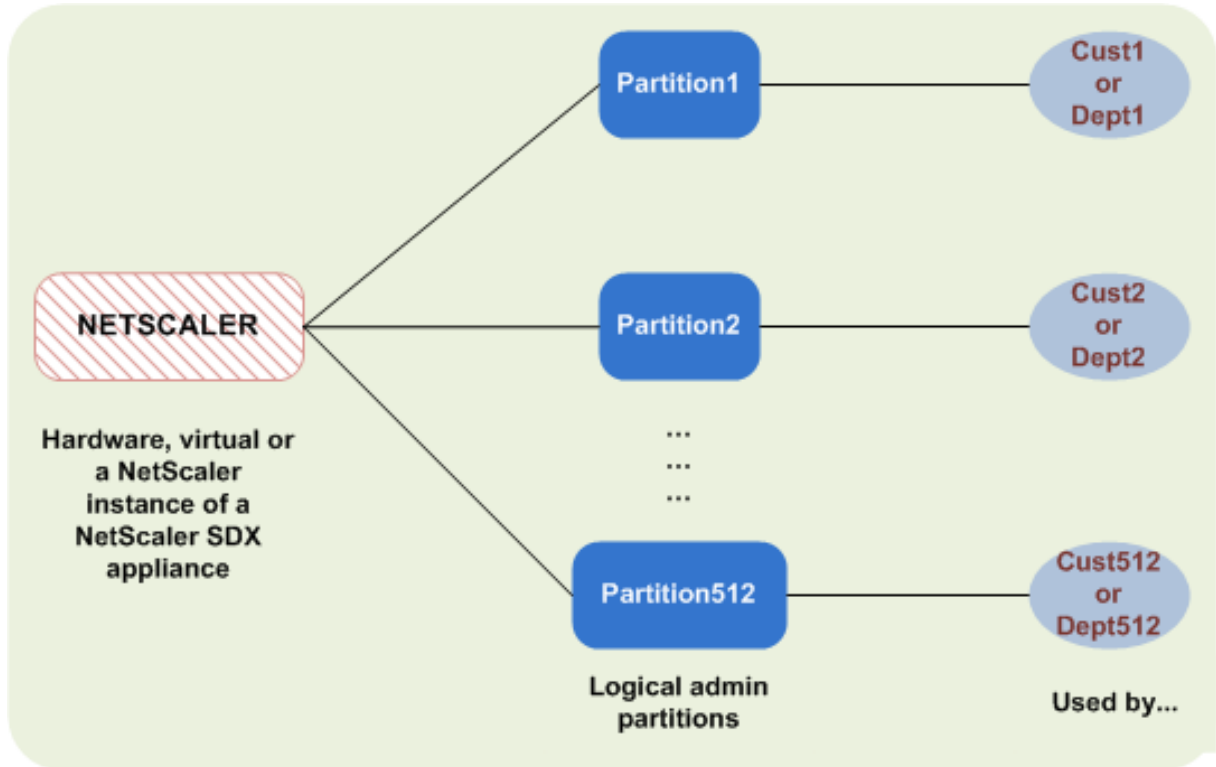 Partition1
Cust1
or
Dept1
NETSCALER
Partition2
Cust2
or
Dept2
Hardware, virtual or
a NetScaler
instance of a
NetScaler SDX
appliance
...
...
...
Partition512
Cust512
or
Dept512
Logical admin
partitions
Used by...